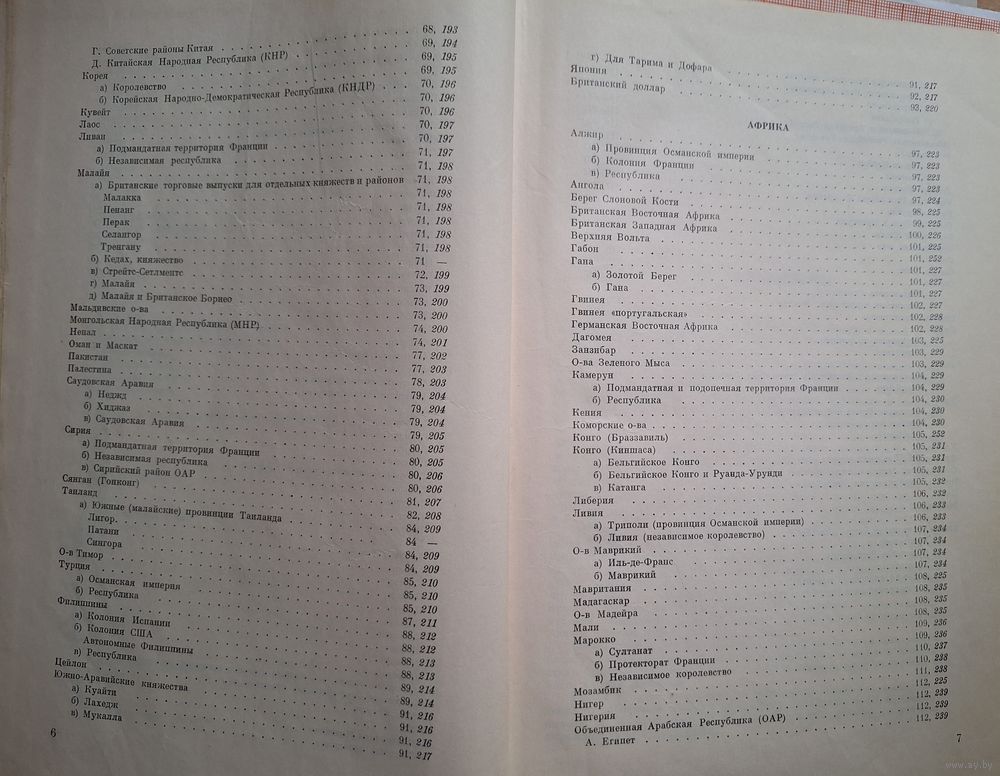 Г. Советские районы Китая 68, 193
Д. Китайская Народная Республика (КНР) 69, 194
Корея 69, 195
а) Королевство 69, 195
б) Корейская Народно-Демократическая Республика (КНДР) 70, 196
Кувейт 70, 196
Лаос 70, 196
Ливан 70, 197
а) Подмандатная территория Франции 70, 197
б) Независимая республика 71, 197
Малайя 71, 198
а) Британские торговые выпуски для отдельных княжеств и районов 71, 198
Малакка 71, 198
Пенанг 71, 198
Перак 71, 198
Селангор 71, 198
Тренгану 71, 198
б) Кедах, княжество 71 —
в) Стрейтс-Сетлментс 72, 199
г) Малайя 73, 199
д) Малайя и Британское Борнео 73, 200
Мальдивские о-ва 73, 200
Монгольская Народная Республика (МНР) 74, 200
Непал 74, 201
Оман и Маскат 77, 202
Пакистан 77, 203
Палестина 78, 203
Саудовская Аравия 79, 204
а) Неджд 79, 204
б) Хиджаз 79, 204
в) Саудовская Аравия 79, 205
Сирия 80, 205
а) Подмандатная территория Франции 80, 205
б) Независимая республика 80, 206
в) Сирийский район ОАР 80, 206
Сянган (Гонконг) 81, 207
Таиланд 82, 208
а) Южные (малайские) провинции Таиланда 84, 209
Лигор. 84 —
Патани 84, 209
Сингора 84, 209
О-в Тимор 85, 210
Турция 85, 210
а) Османская империя 85, 210
б) Республика 87, 211
Филиппины 88, 212
а) Колония Испании 88, 212
б) Колония США 88, 213
Автономные Филиппины 88, 213
в) Республика 89, 214
Цейлон 89, 214
Южно-Аравийские княжества 91, 216
а) Куайти 91, 216
б) Лахедж 91, 216
в) Мукалла 91, 217
6
г) Для Тарима и Дофара 91, 217
Япония 92, 217
Британский доллар 93, 220
АФРИКА
Алжир 97, 223
а) Провинция Османской империи 97, 223
б) Колония Франции 97, 223
в) Республика 97, 223
Ангола 97, 224
Берег Слоновой Кости 98, 225
Британская Восточная Африка 99, 225
Британская Западная Африка 100, 226
Верхняя Вольта 101, 225
Габон 101, 252
Гана 101, 227
а) Золотой Берег 101, 227
б) Гана 101, 227
Гвинея 102, 227
Гвинея «португальская» 102, 228
Германская Восточная Африка 102, 228
Дагомея 103, 225
Занзибар 103, 229
О-ва Зеленого Мыса 103, 229
Камерун 104, 229
а) Подмандатная и подопечная территория Франции 104, 229
б) Республика 104, 230
Кения 104, 230
Коморские о-ва 104, 230
Конго (Браззавиль) 105, 252
Конго (Киншаса) 105, 231
а) Бельгийское Конго 105, 231
б) Бельгийское Конго и Руанда-Урунди 105, 231
в) Катанга 105, 232
Либерия 106, 232
Ливия 106, 233
а) Триполи (провинция Османской империи) 106, 233
б) Ливия (независимое королевство) 107, 234
О-в Маврикий 107, 234
а) Иль-де-Франс 107, 234
б) Маврикий 107, 234
Мавритания 108, 225
Мадагаскар 108, 235
О-в Мадейра 108, 235
Мали 108, 235
Марокко 109, 236
а) Султанат 109, 236
б) Протекторат Франции 110, 237
в) Независимое королевство 110, 238
Мозамбик 111, 238
Нигер 112, 225
Нигерия 112, 239
Объединенная Арабская Республика (ОАР) 112, 239
А. Египет 112, 239
7
www.ay.by